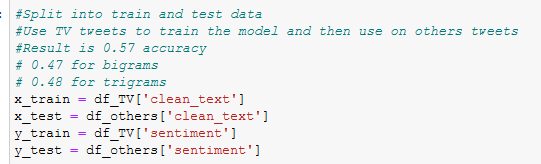 #Split into train and test data
#Use TV tweets to train the model and then use on others tweets
#Result is 0.57 accuracy
# 0.47 for bigrams
# 0.48 for trigrams
x_train = df_TV['clean_text']
x_test = df_others['clean_text']
y_train = df_TV['sentiment']
y_test = df_others['sentiment']